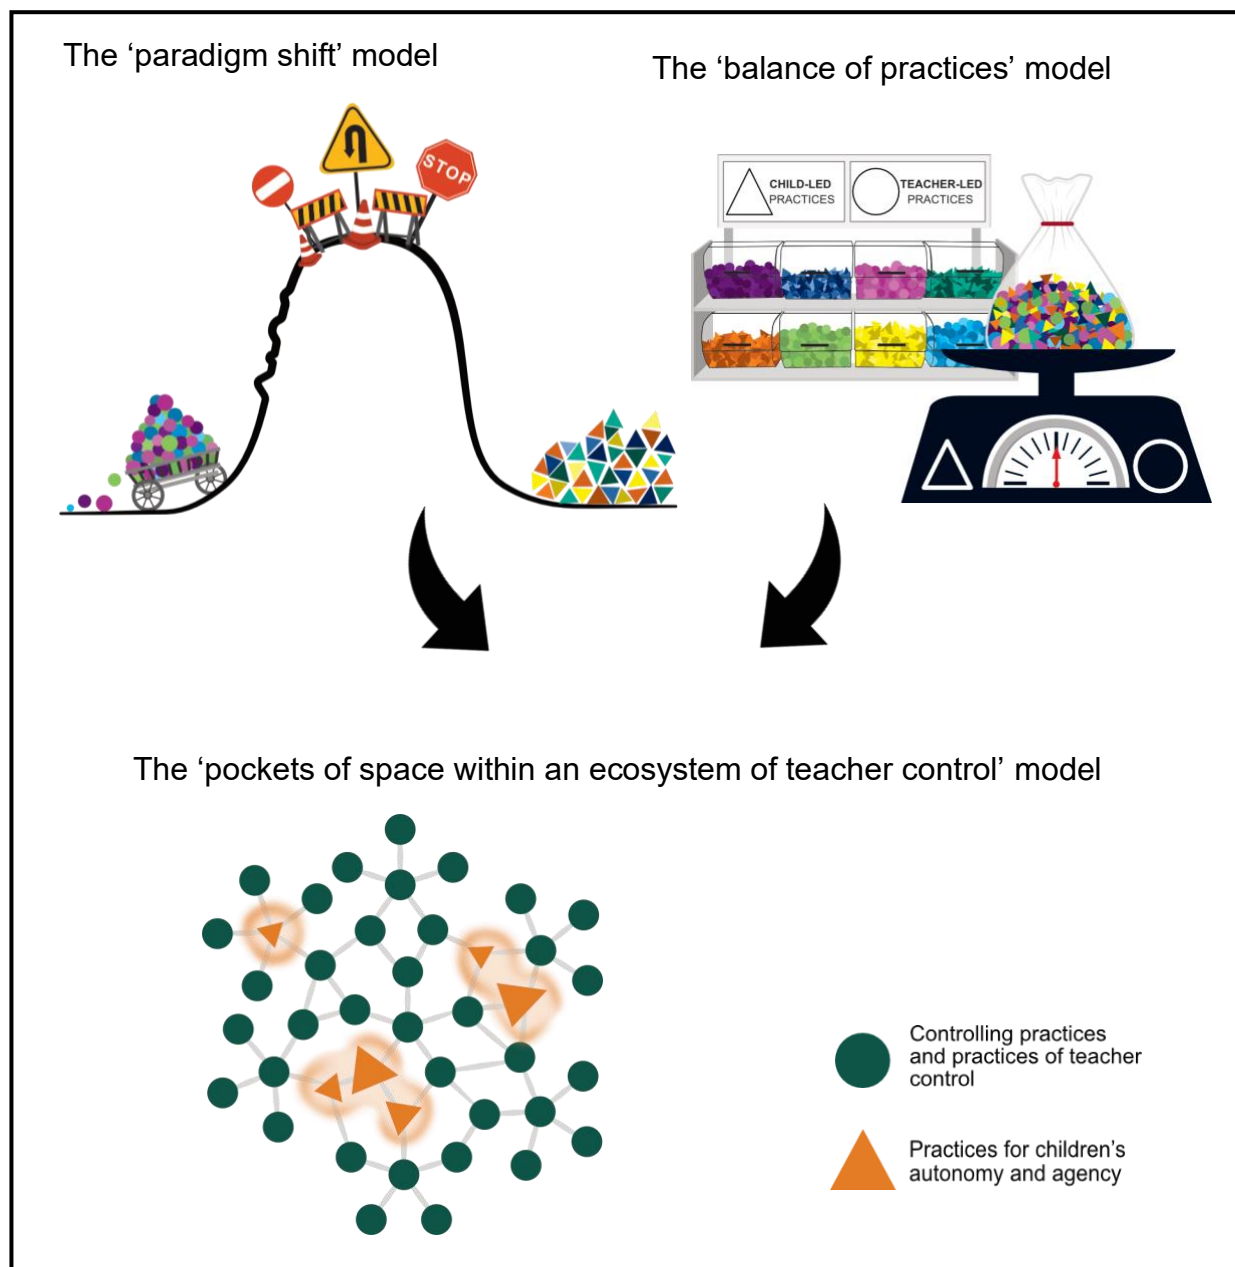 The ‘paradigm shift’ model
The ‘balance of practices’ model
STOP
CHILD-LED
PRACTICES
TEACHER-LED
PRACTICES
The ‘pockets of space within an ecosystem of teacher control’ model
Controlling practices
and practices of teacher
control
Practices for children’s
autonomy and agency